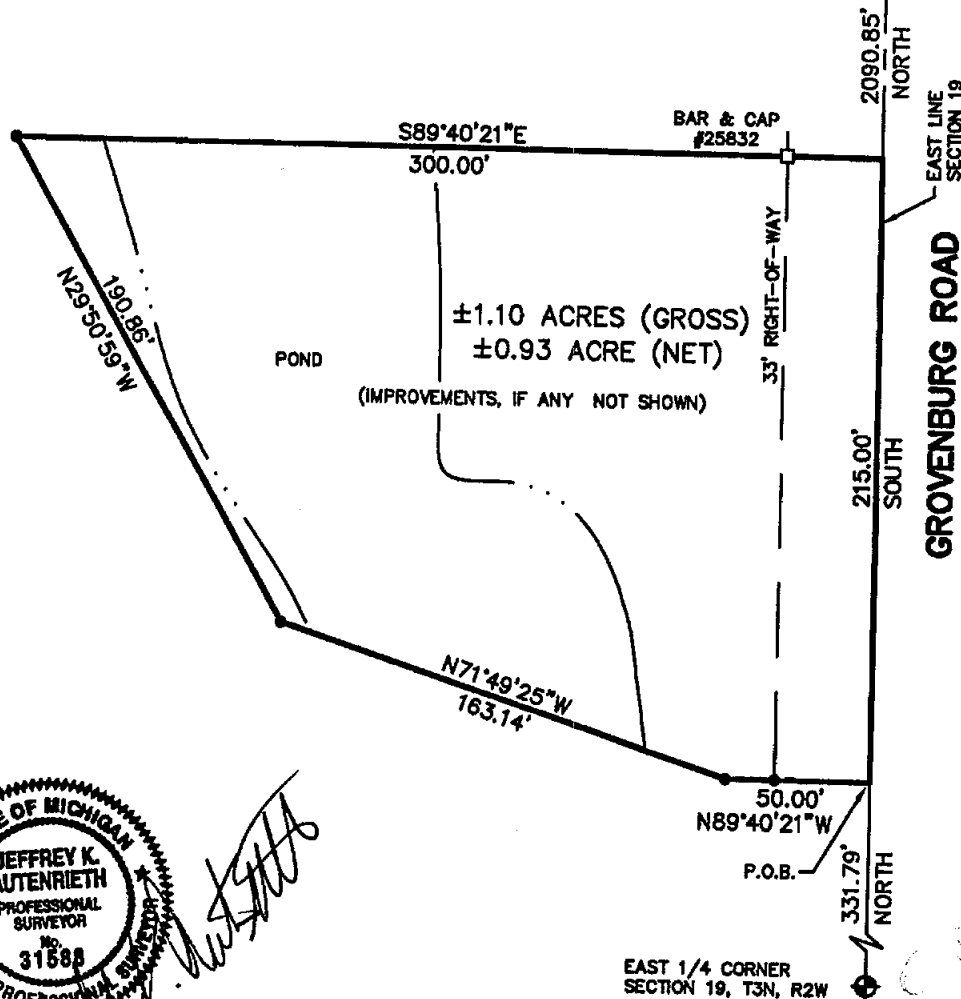 2090.85'
NORTH
EAST LINE
SECTION 19
BAR & CAP
#25832
S89°40'21"E
300.00'
33' RIGHT-OF-WAY
190.86'
N29°50'59"W
±1.10 ACRES (GROSS)
±0.93 ACRE (NET)
POND
(IMPROVEMENTS, IF ANY NOT SHOWN)
215.00'
SOUTH
GROVENBURG ROAD
N71°49'25"W
163.14'
50.00'
N89°40'21"W
P.O.B.
331.79'
NORTH
E OF MICHIGAN
JEFFREY K.
AUTENRIETH
PROFESSIONAL
SURVEYOR
No.
31588
PROFESSIONAL SURVEYOR
EAST 1/4 CORNER
SECTION 19, T3N, R2W